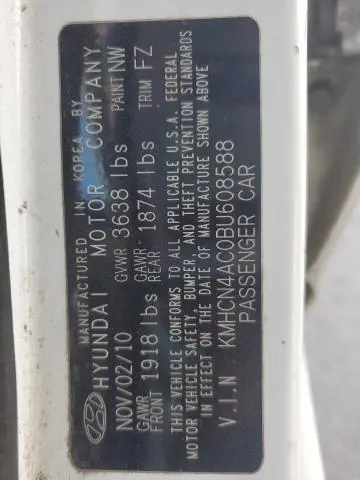 MANUFACTURED IN KOREA BY
HYUNDAI MOTOR COMPANY
NOV/02/10 GVWR 3638 lbs PAINT NW
GAWR FRONT 1918 lbs GAWR REAR 1874 lbs TRIM FZ
THIS VEHICLE CONFORMS TO ALL APPLICABLE U.S.A. FEDERAL
MOTOR VEHICLE SAFETY, BUMPER, AND THEFT PREVENTION STANDARDS
IN EFFECT ON THE DATE OF MANUFACTURE SHOWN ABOVE
V.I.N KMHCN4AC0BU608588
PASSENGER CAR